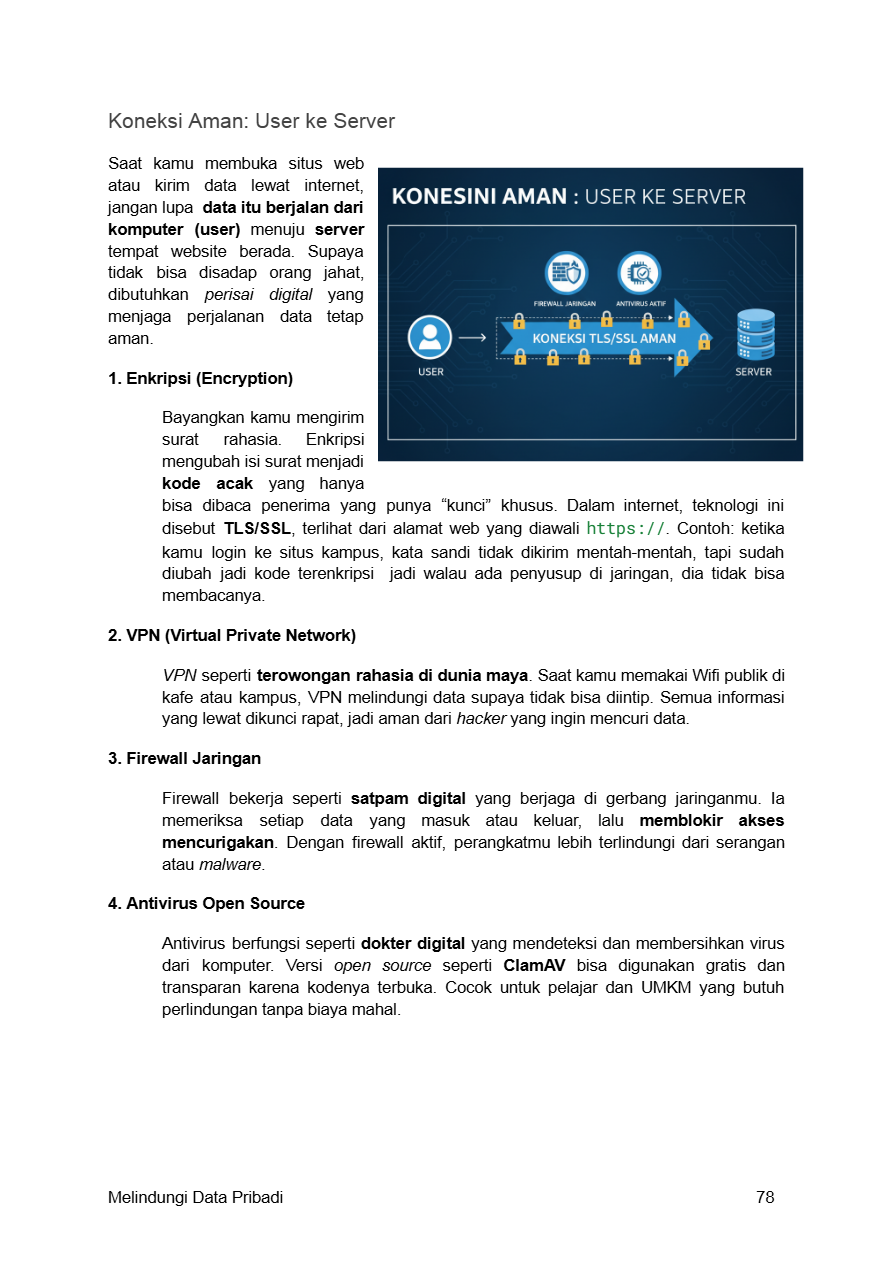 Koneksi Aman: User ke Server
Saat kamu membuka situs web
atau kirim data lewat internet,
jangan lupa data itu berjalan dari
komputer (user) menuju server
tempat website berada. Supaya
tidak bisa disadap orang jahat,
dibutuhkan perisai digital yang
menjaga perjalanan data tetap
aman.
KONESINI AMAN : USER KE SERVER
FIREWALL JARINGAN
ANTIVIRUS AKTIF
KONEKSI TLS/SSL AMAN
USER
SERVER
1. Enkripsi (Encryption)
Bayangkan kamu mengirim
surat rahasia. Enkripsi
mengubah isi surat menjadi
kode acak yang hanya
bisa dibaca penerima yang punya “kunci” khusus. Dalam internet, teknologi ini
disebut TLS/SSL, terlihat dari alamat web yang diawali https://. Contoh: ketika
kamu login ke situs kampus, kata sandi tidak dikirim mentah-mentah, tapi sudah
diubah jadi kode terenkripsi jadi walau ada penyusup di jaringan, dia tidak bisa
membacanya.
2. VPN (Virtual Private Network)
VPN seperti terowongan rahasia di dunia maya. Saat kamu memakai Wifi publik di
kafe atau kampus, VPN melindungi data supaya tidak bisa diintip. Semua informasi
yang lewat dikunci rapat, jadi aman dari hacker yang ingin mencuri data.
3. Firewall Jaringan
Firewall bekerja seperti satpam digital yang berjaga di gerbang jaringanmu. Ia
memeriksa setiap data yang masuk atau keluar, lalu memblokir akses
mencurigakan. Dengan firewall aktif, perangkatmu lebih terlindungi dari serangan
atau malware.
4. Antivirus Open Source
Antivirus berfungsi seperti dokter digital yang mendeteksi dan membersihkan virus
dari komputer. Versi open source seperti ClamAV bisa digunakan gratis dan
transparan karena kodenya terbuka. Cocok untuk pelajar dan UMKM yang butuh
perlindungan tanpa biaya mahal.
Melindungi Data Pribadi 78